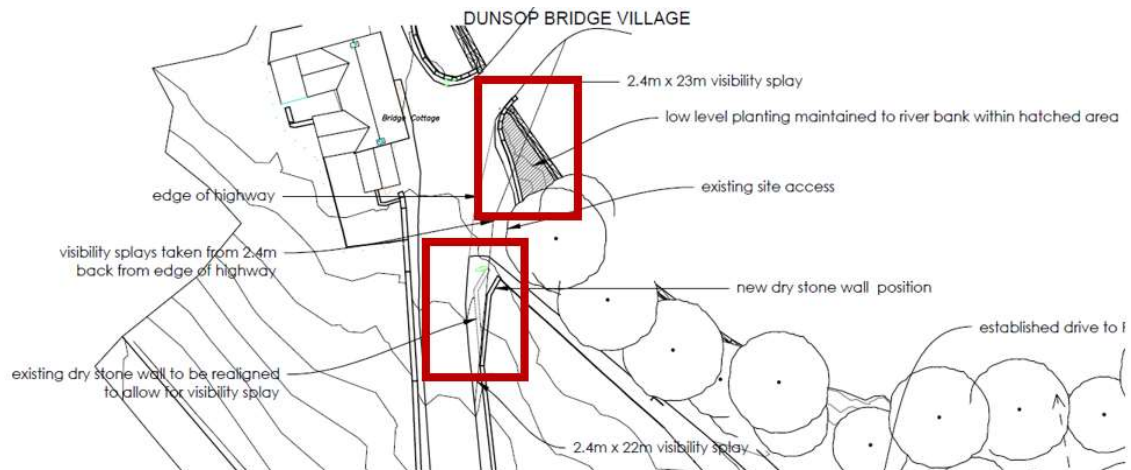 DUNSOP BRIDGE VILLAGE
2.4m x 23m visibility splay
low level planting maintained to river bank within hatched area
Bridge Cottage
existing site access
edge of highway
visibility splays taken from 2.4m
back from edge of highway
new dry stone wall position
established drive to
existing dry stone wall to be realigned
to allow for visibility splay
2.4m x 22m visibility splay